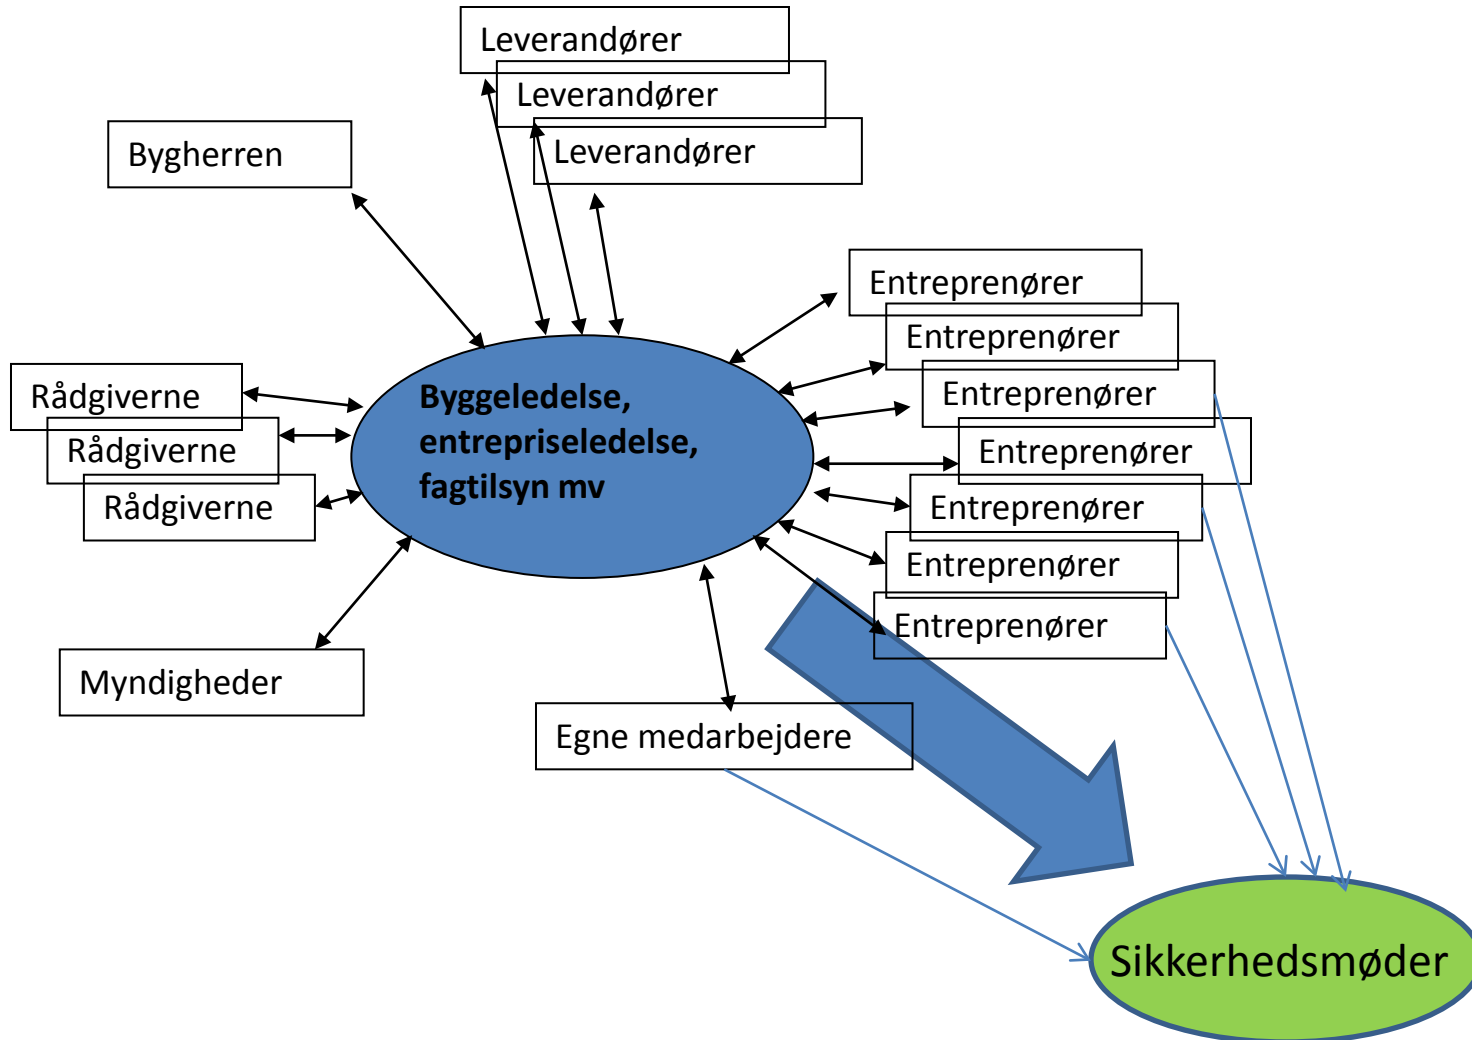 Leverandører
Leverandører
Leverandører
Bygherren
Entreprenører
Entreprenører
Entreprenører
Entreprenører
Entreprenører
Entreprenører
Entreprenører
Rådgiverne
Rådgiverne
Rådgiverne
Byggeledelse,
entrepriseledelse,
fagtilsyn mv
Myndigheder
Egne medarbejdere
Sikkerhedsmøder